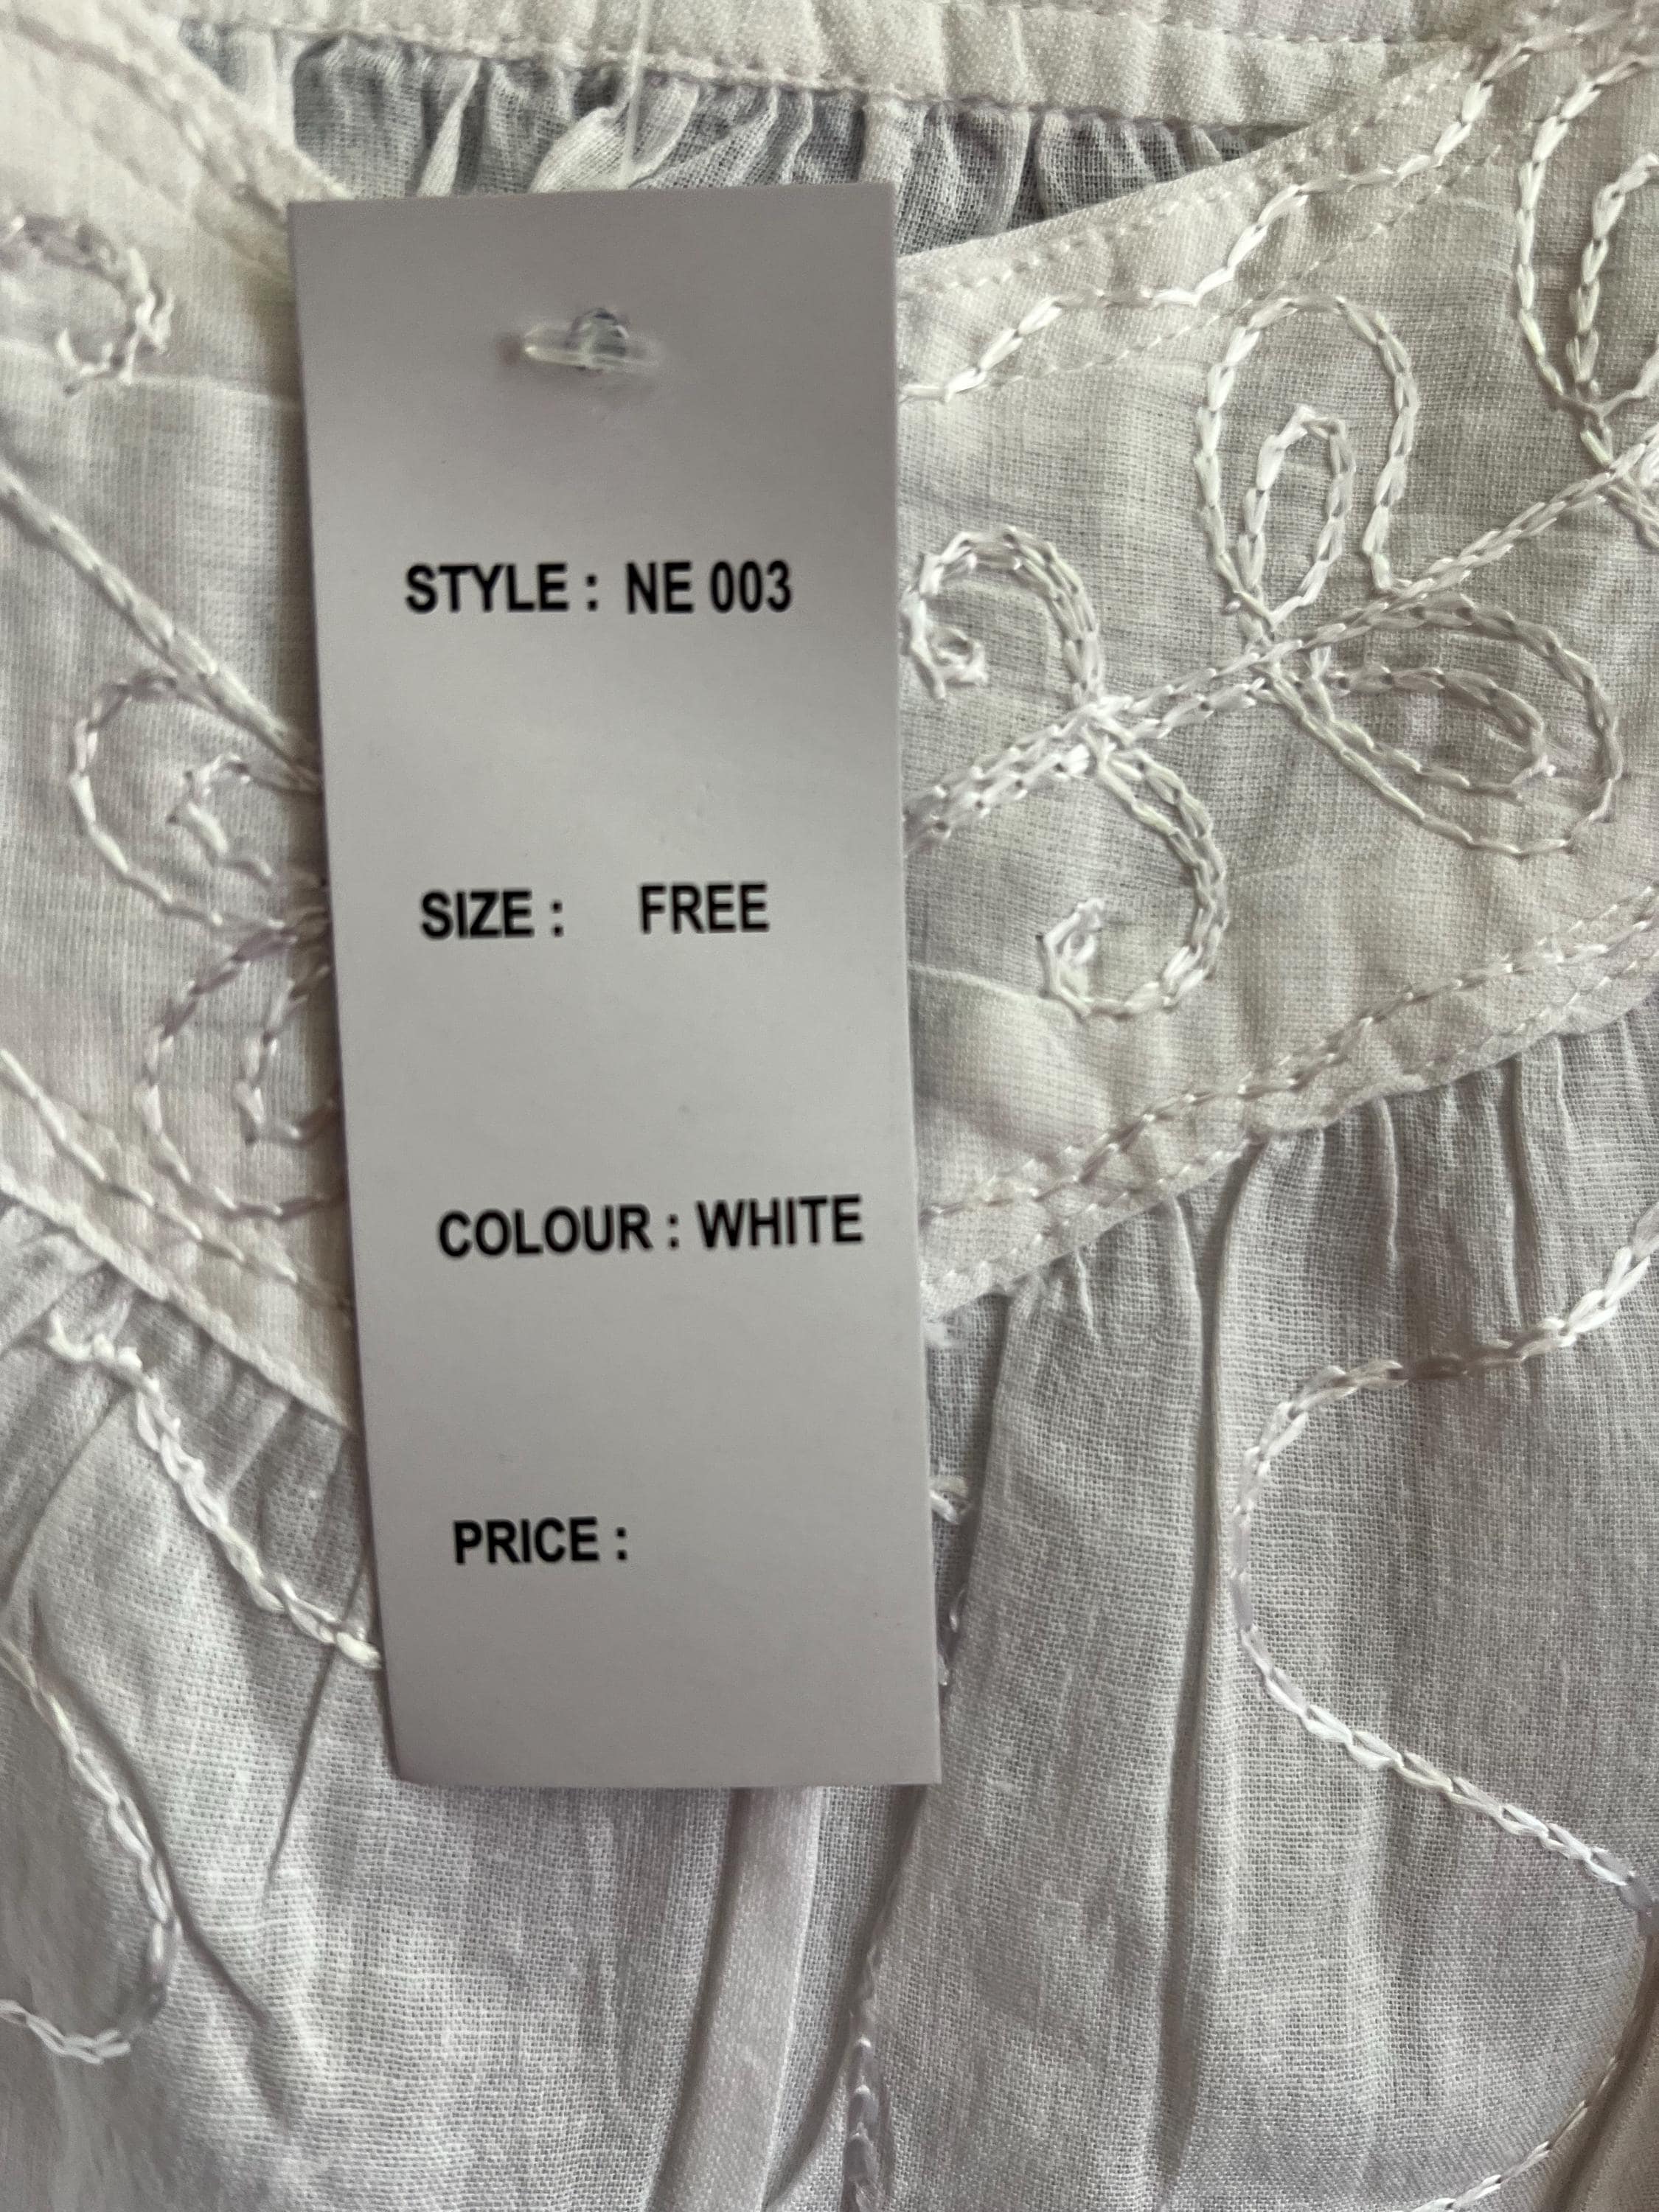 STYLE : NE 003
SIZE : FREE
COLOUR : WHITE
PRICE :